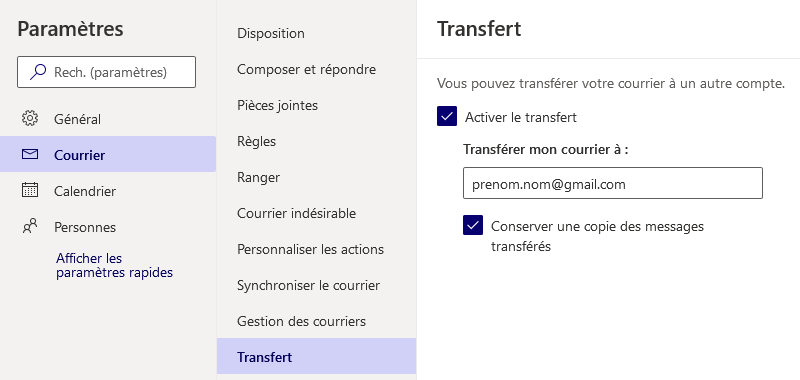 Paramètres
Rech. (paramètres)
Général
Courrier
Calendrier
Personnes
Afficher les
paramètres rapides
Disposition
Composer et répondre
Pièces jointes
Règles
Ranger
Courrier indésirable
Personnaliser les actions
Synchroniser le courrier
Gestion des courriers
Transfert
Transfert
Vous pouvez transférer votre courrier à un autre compte.
Activer le transfert
Transférer mon courrier à :
prenom.nom@gmail.com
Conserver une copie des messages
transférés